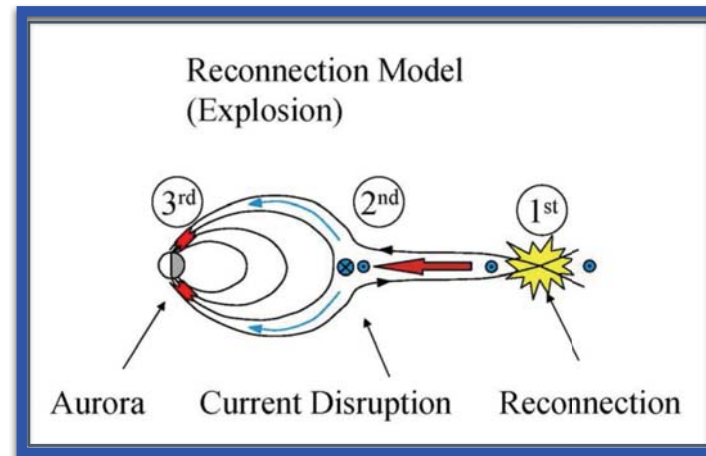 Reconnection Model
(Explosion)
3rd
2nd
1st
Aurora
Current Disruption
Reconnection